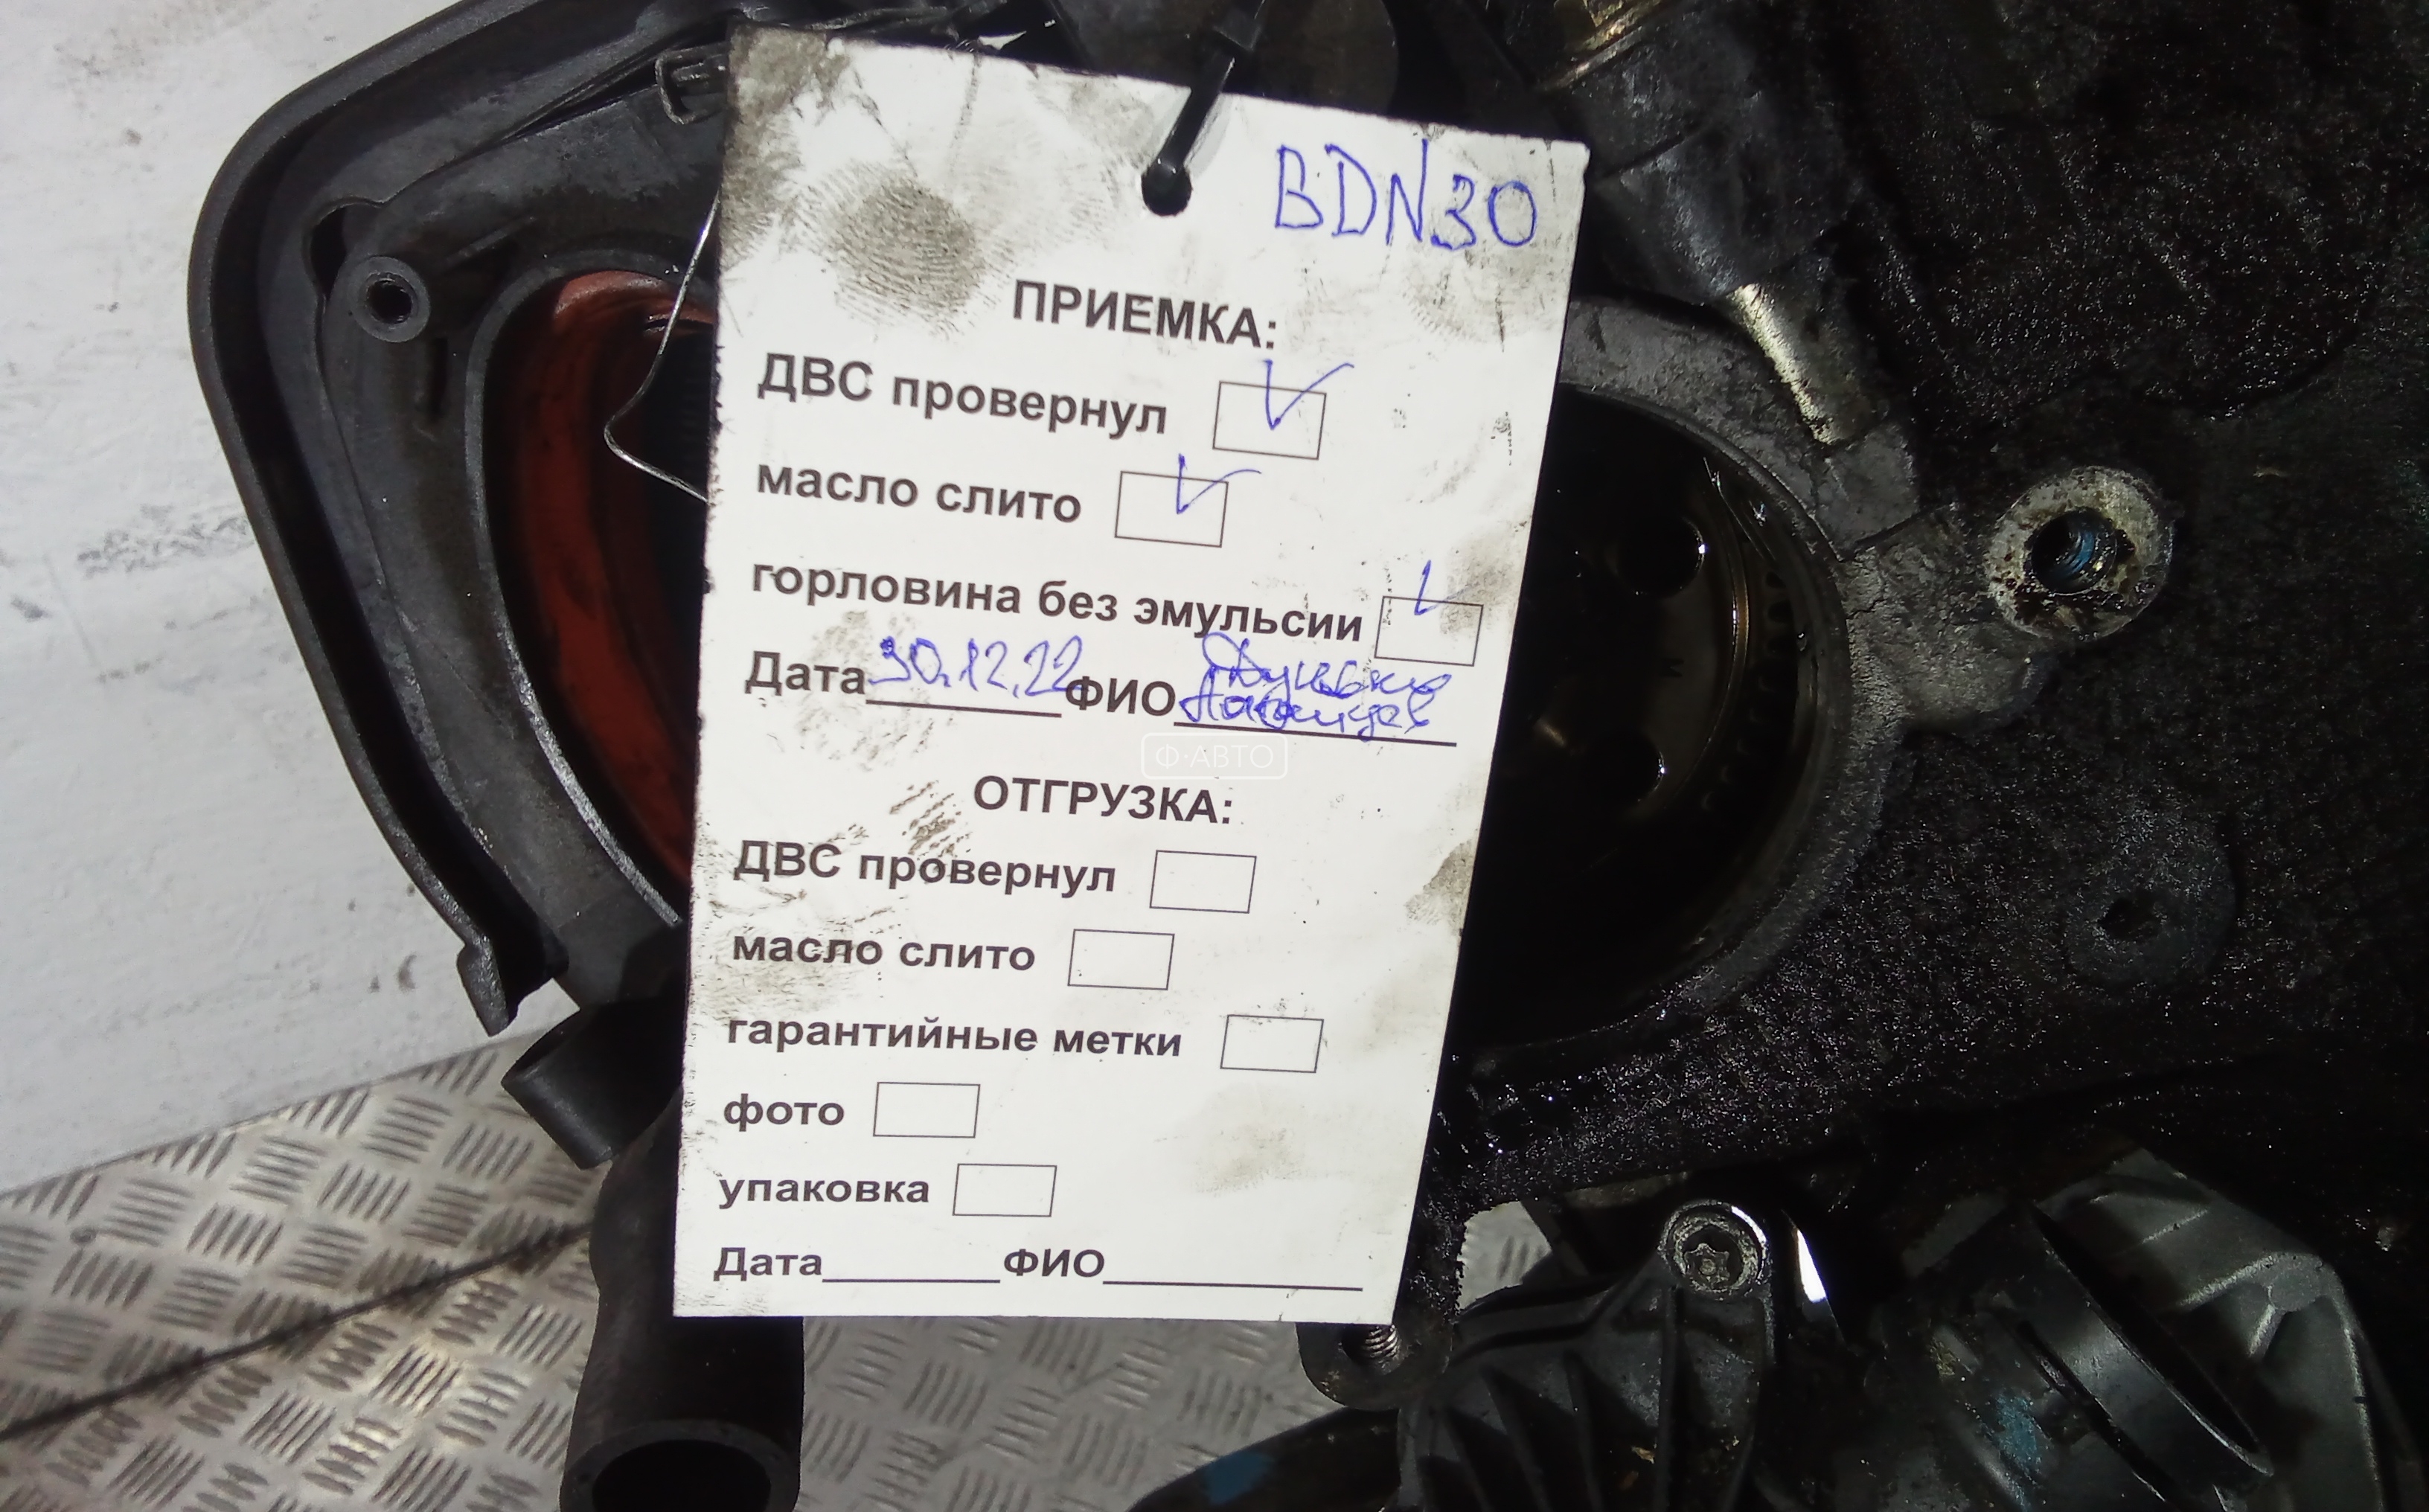 BDN30
ПРИЕМКА:
ДВС провернул
масло слито
горловина без эмульсии
Дата 30.12.22 ФИО
Ф·АВТО
ОТГРУЗКА:
ДВС провернул
масло слито
гарантийные метки
фото
упаковка
Дата ФИО